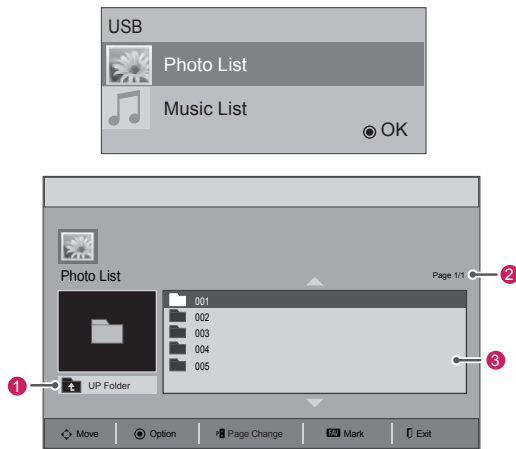 USB
Photo List
Music List
OK
Photo List
Page 1/1
2
001
002
003
004
005
3
1
UP Folder
Move
Option
P Page Change
FAV Mark
Exit